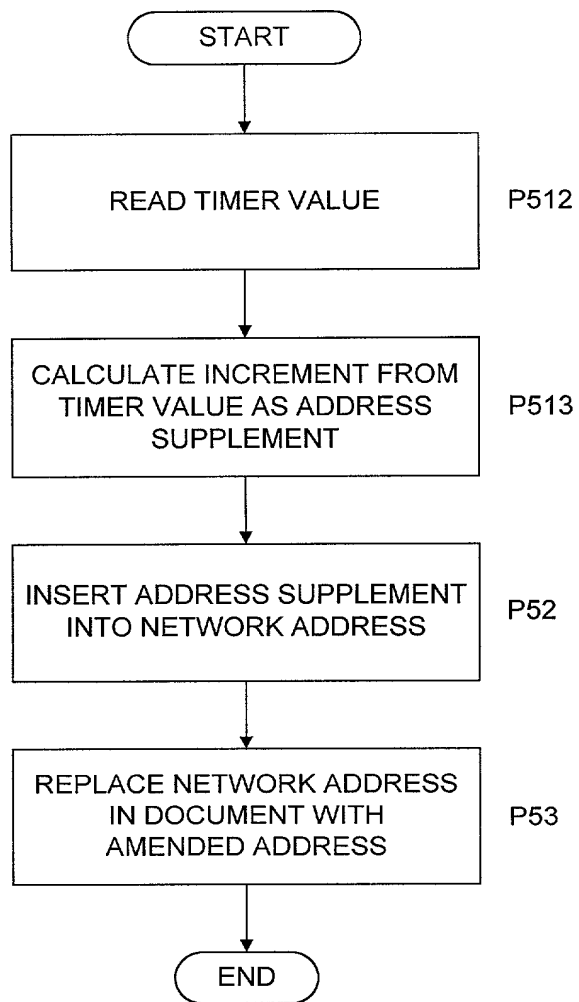 START
READ TIMER VALUE
P512
CALCULATE INCREMENT FROM
TIMER VALUE AS ADDRESS
SUPPLEMENT
P513
INSERT ADDRESS SUPPLEMENT
INTO NETWORK ADDRESS
P52
REPLACE NETWORK ADDRESS
IN DOCUMENT WITH
AMENDED ADDRESS
P53
END